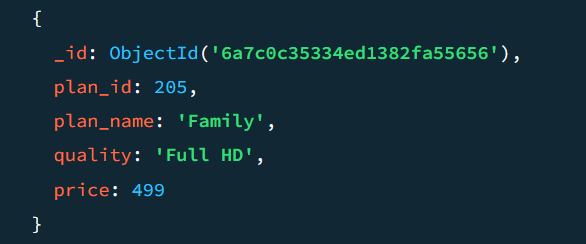 {
_id: ObjectId('6a7c0c35334ed1382fa55656'),
plan_id: 205,
plan_name: 'Family',
quality: 'Full HD',
price: 499
}